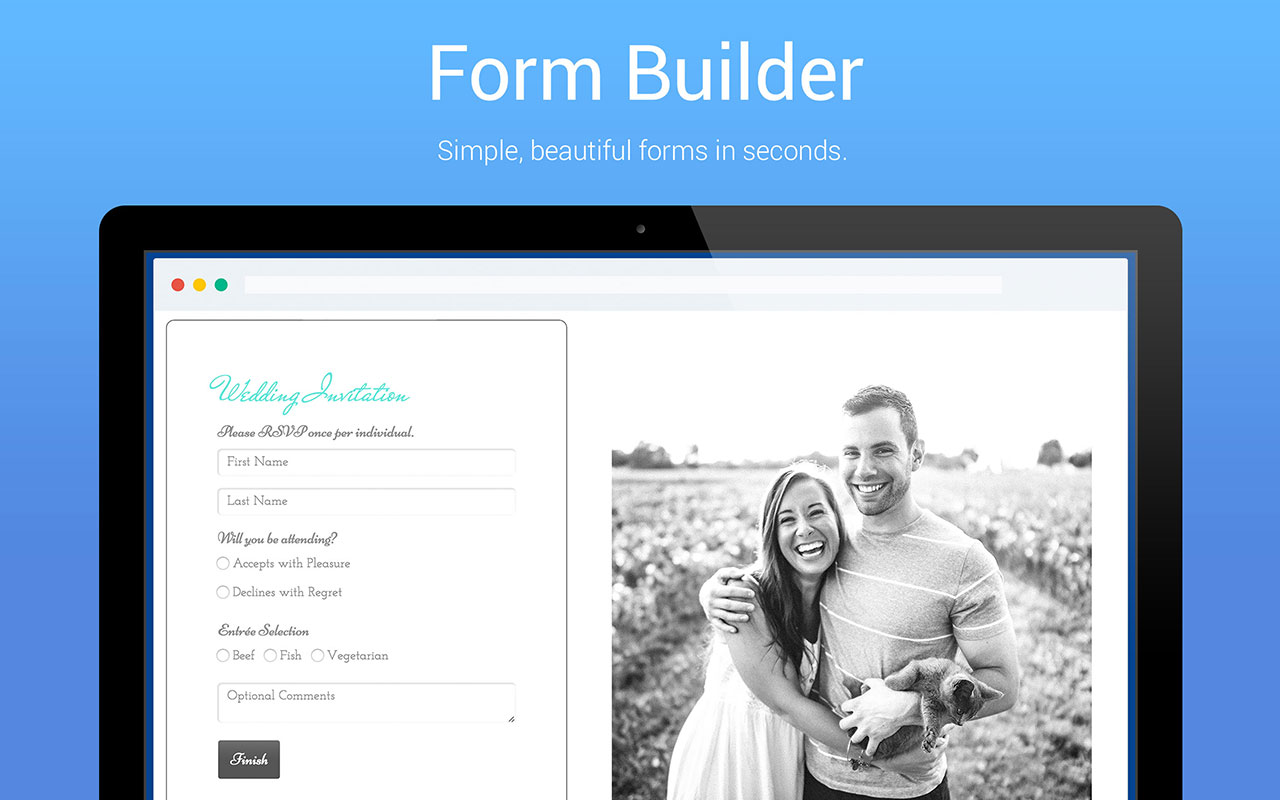 Form Builder
Simple, beautiful forms in seconds.
Wedding Invitation
Please RSVP once per individual.
First Name
Last Name
Will you be attending?
Accepts with Pleasure
Declines with Regret
Entrée Selection
Beef Fish Vegetarian
Optional Comments
Finish